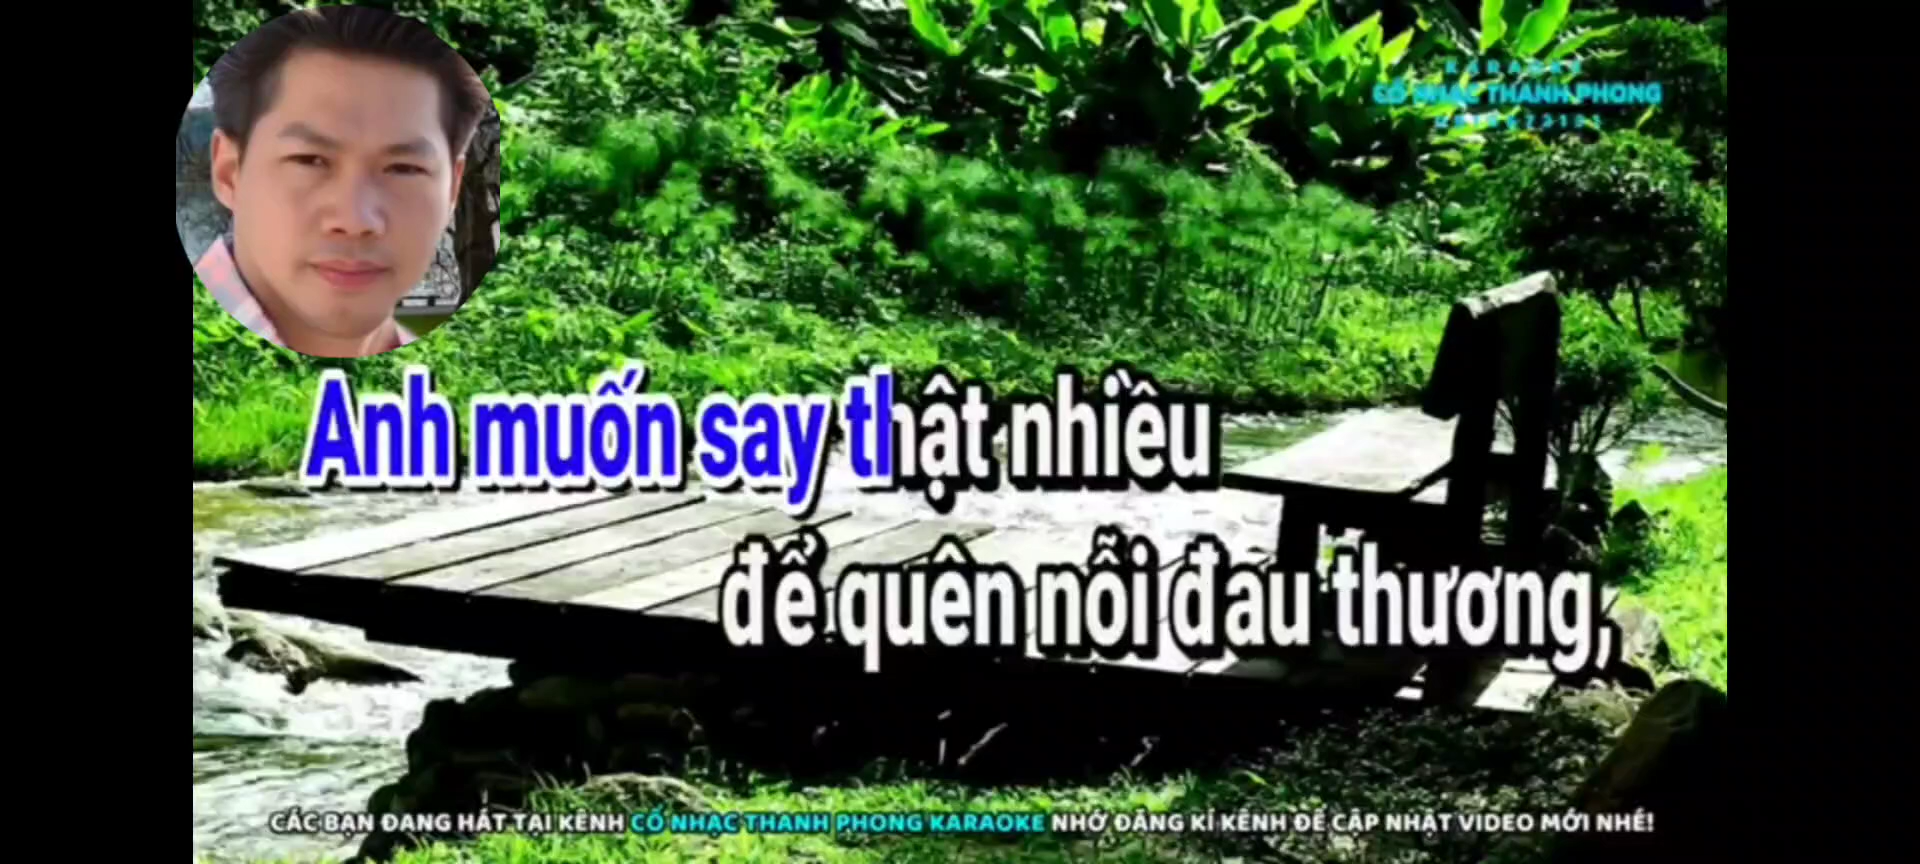 KARAOKE
CỔ NHẠC THANH PHONG
Anh muốn say thật nhiều
để quên nỗi đau thương,
CÁC BẠN ĐANG HÁT TẠI KÊNH CỔ NHẠC THANH PHONG KARAOKE NHỚ ĐĂNG KÍ KÊNH ĐỂ CẬP NHẬT VIDEO MỚI NHÉ!